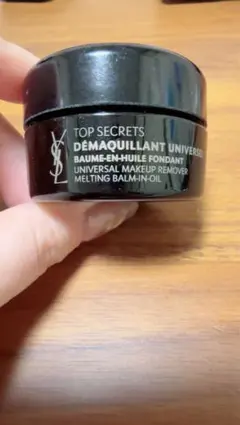 YSL
TOP SECRETS
DÉMAQUILLANT UNIVERSEL
BAUME-EN-HUILE FONDANT
UNIVERSAL MAKEUP REMOVER
MELTING BALM-IN-OIL